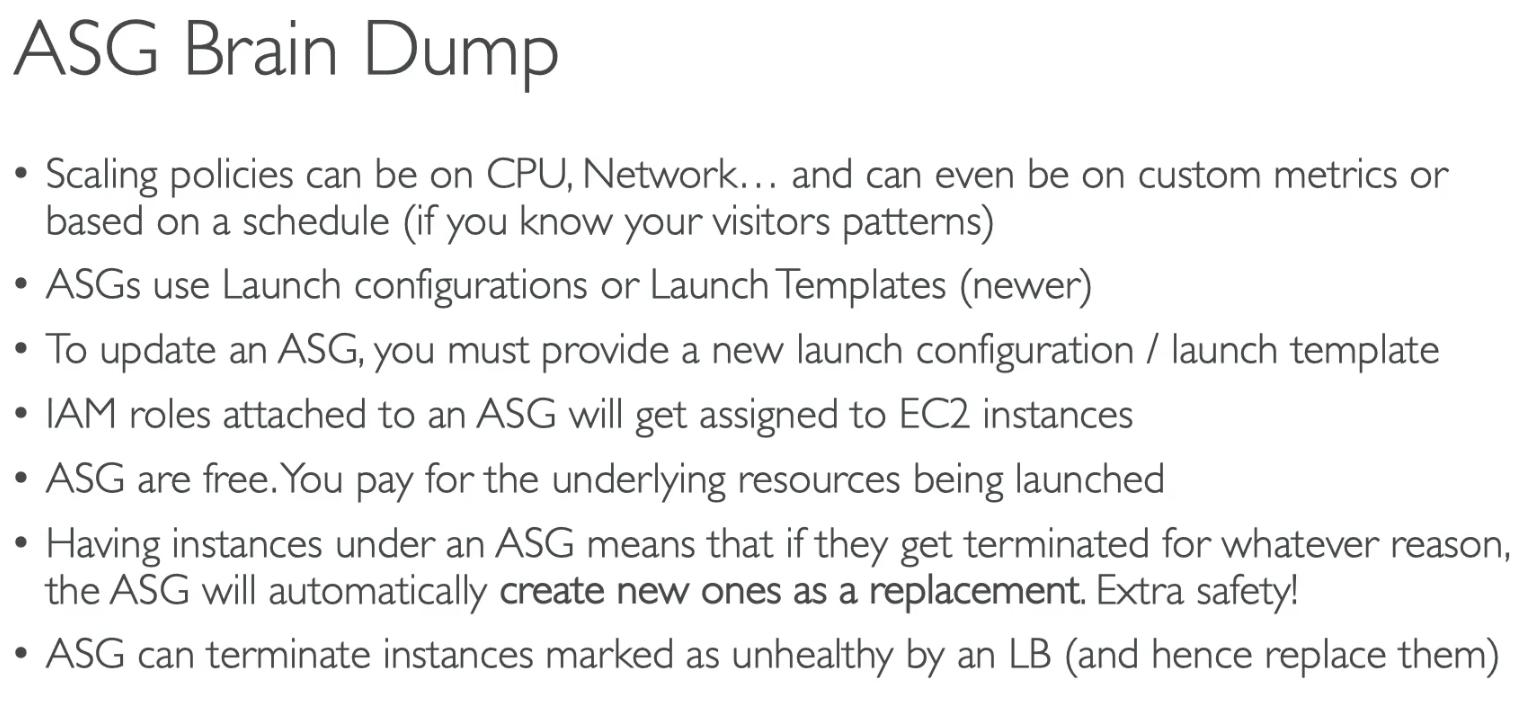 ASG Brain Dump
• Scaling policies can be on CPU, Network… and can even be on custom metrics or
based on a schedule (if you know your visitors patterns)
• ASGs use Launch configurations or Launch Templates (newer)
• To update an ASG, you must provide a new launch configuration / launch template
• IAM roles attached to an ASG will get assigned to EC2 instances
• ASG are free. You pay for the underlying resources being launched
• Having instances under an ASG means that if they get terminated for whatever reason,
the ASG will automatically create new ones as a replacement. Extra safety!
• ASG can terminate instances marked as unhealthy by an LB (and hence replace them)